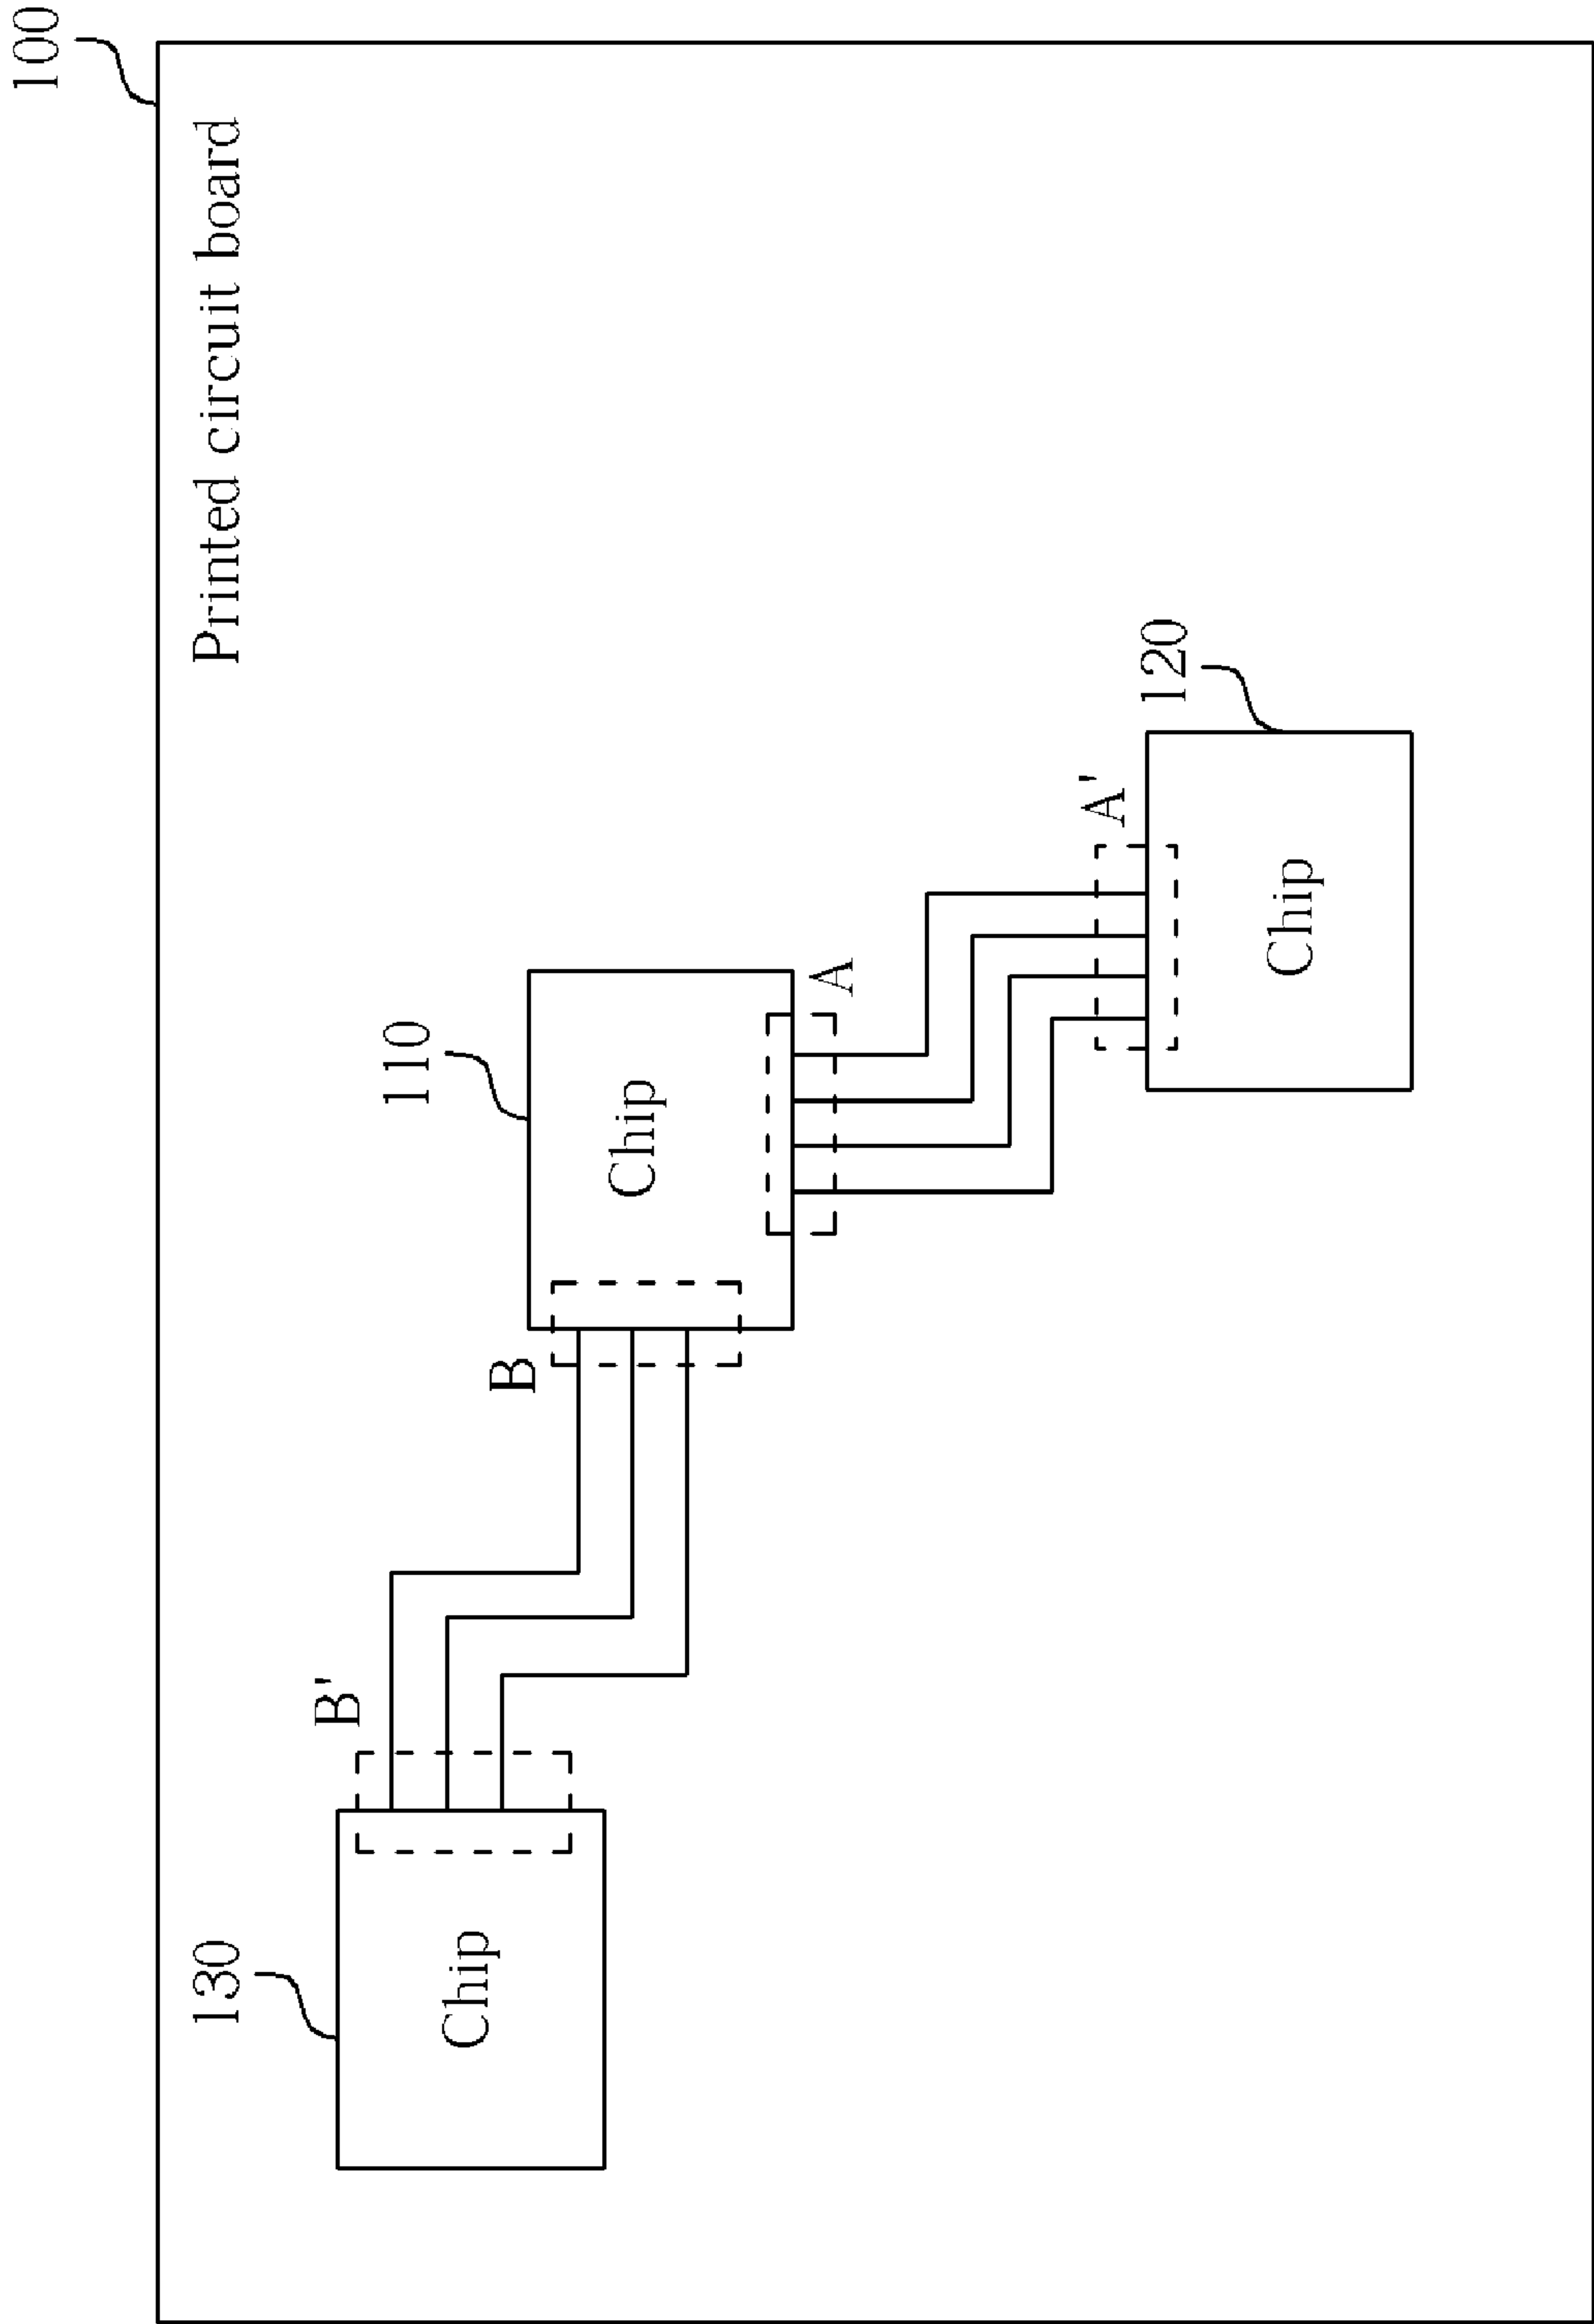 100
Printed circuit board
130
Chip
B'
B
110
Chip
A
A'
120
Chip